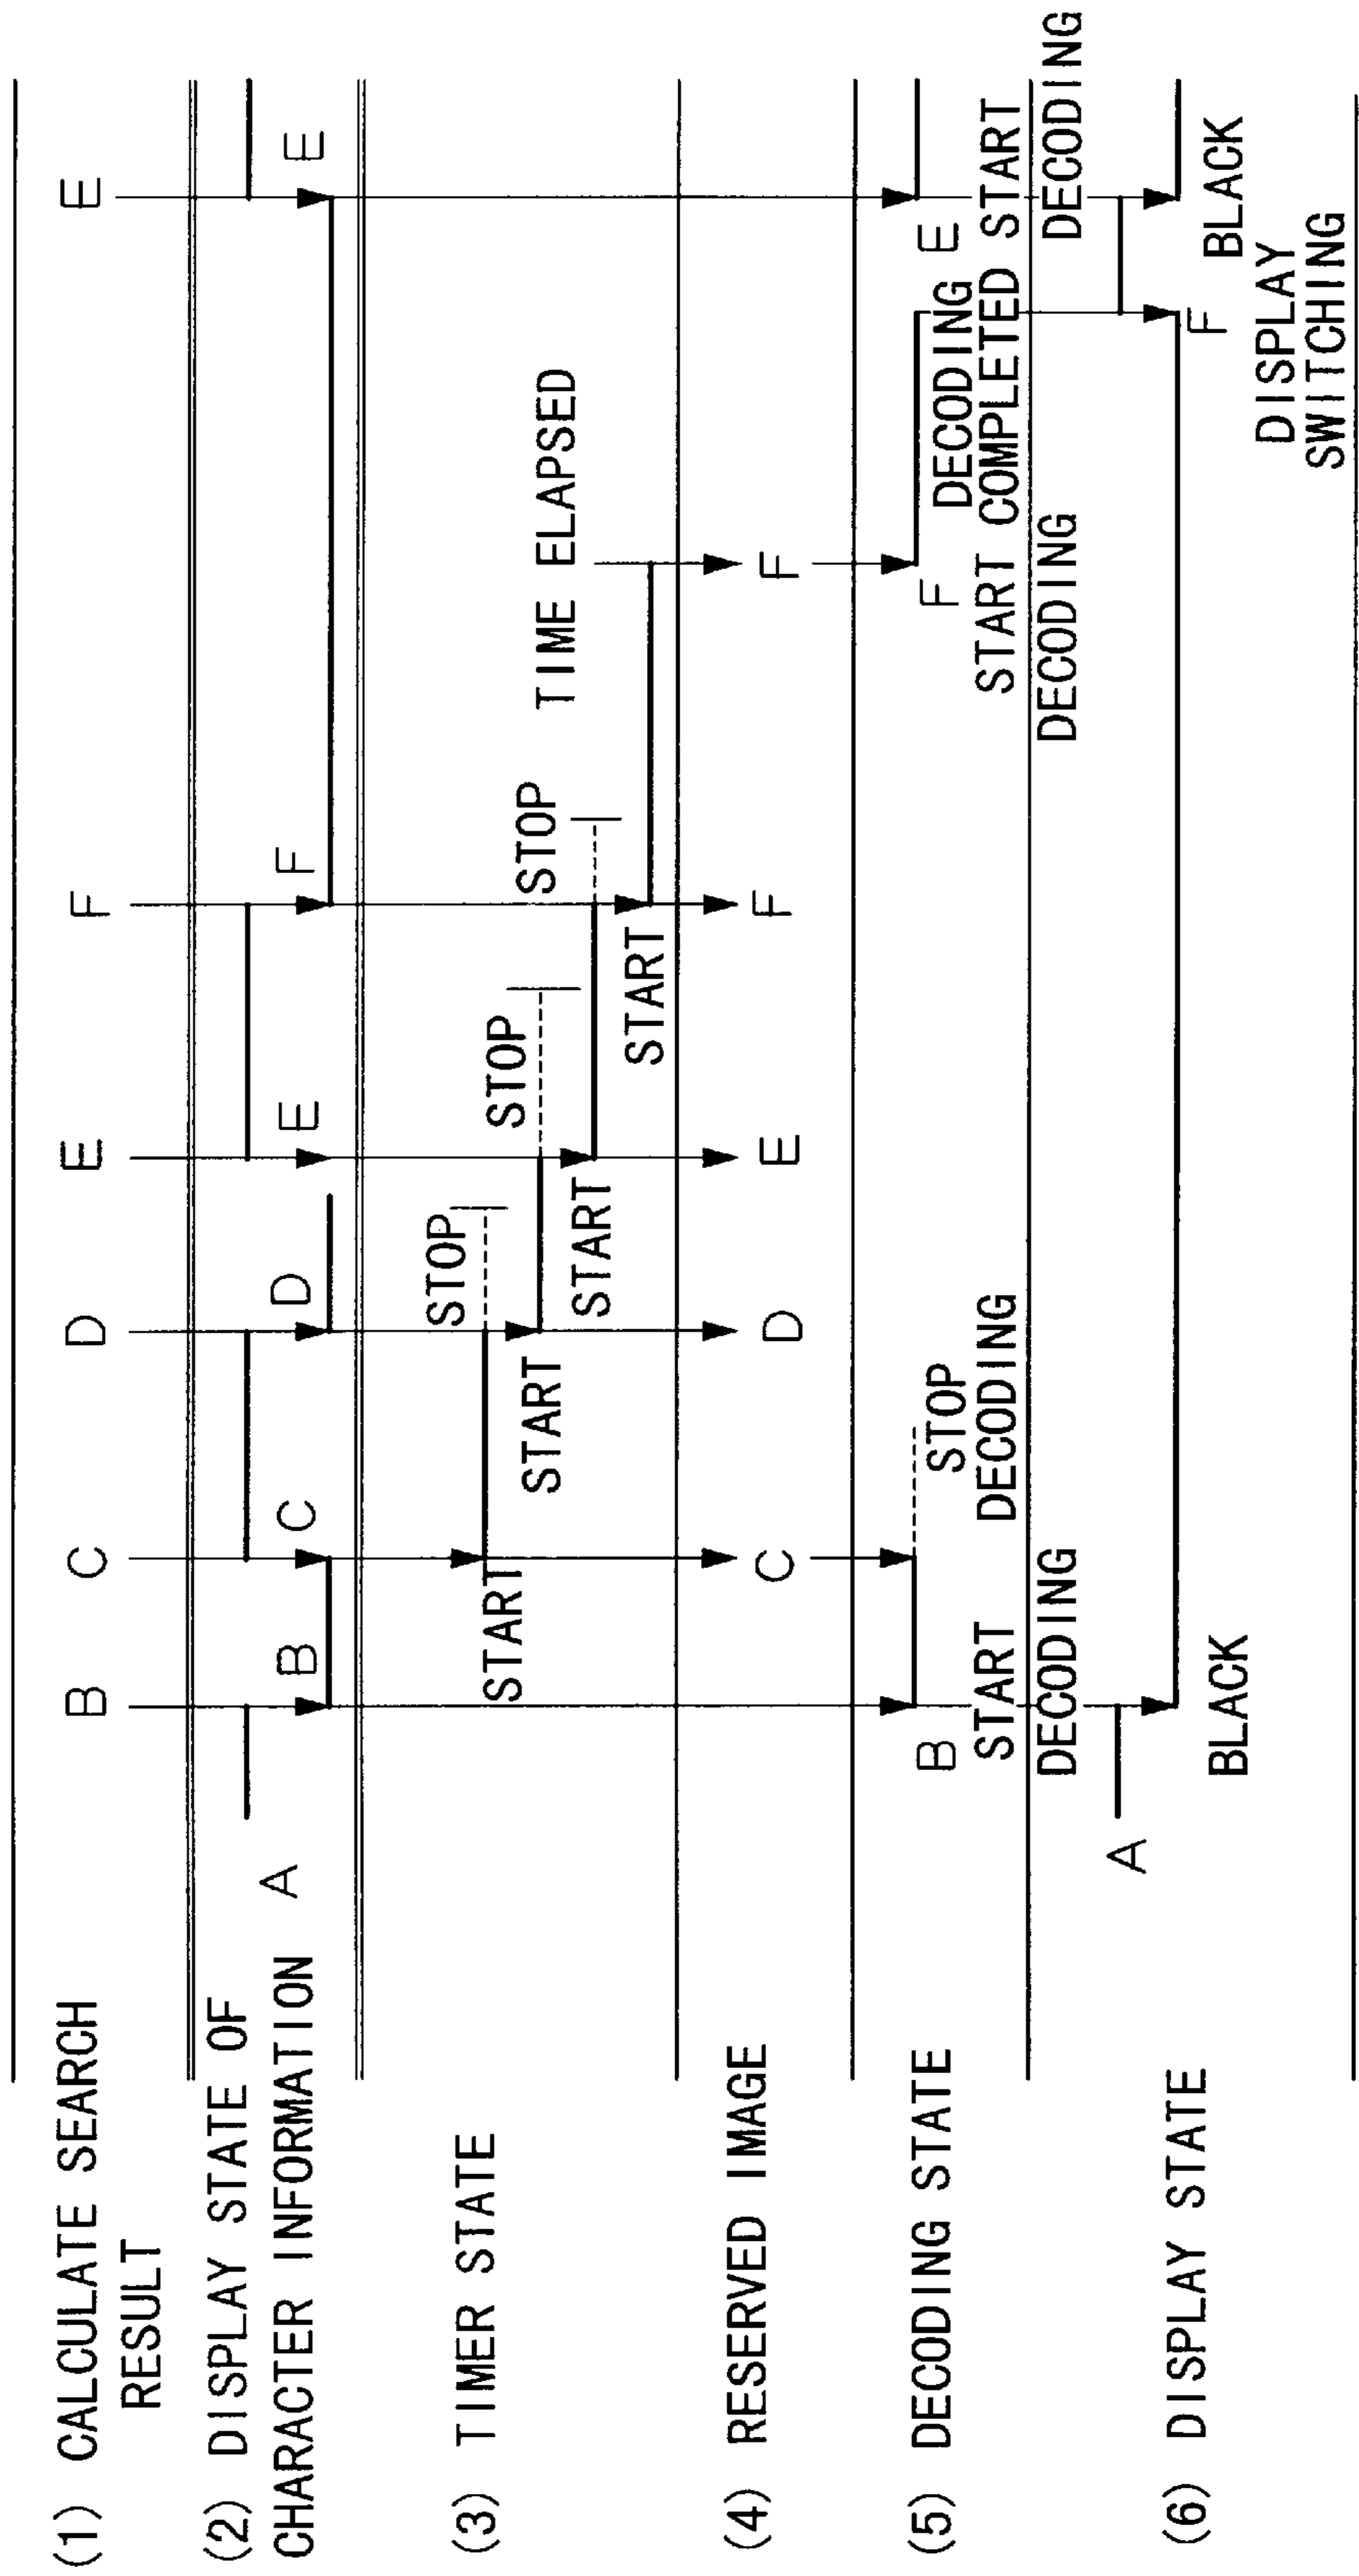 (1) CALCULATE SEARCH
RESULT
B
C
D
E
F
E
(2) DISPLAY STATE OF
CHARACTER INFORMATION
A
B
C
D
E
F
E
(3) TIMER STATE
START
STOP
START
STOP
START
STOP
START
TIME ELAPSED
(4) RESERVED IMAGE
C
D
E
F
F
(5) DECODING STATE
B
START
DECODING
STOP
DECODING
F
START
DECODING
DECODING
COMPLETED
E
START
DECODING
(6) DISPLAY STATE
A
BLACK
F
DISPLAY
SWITCHING
BLACK